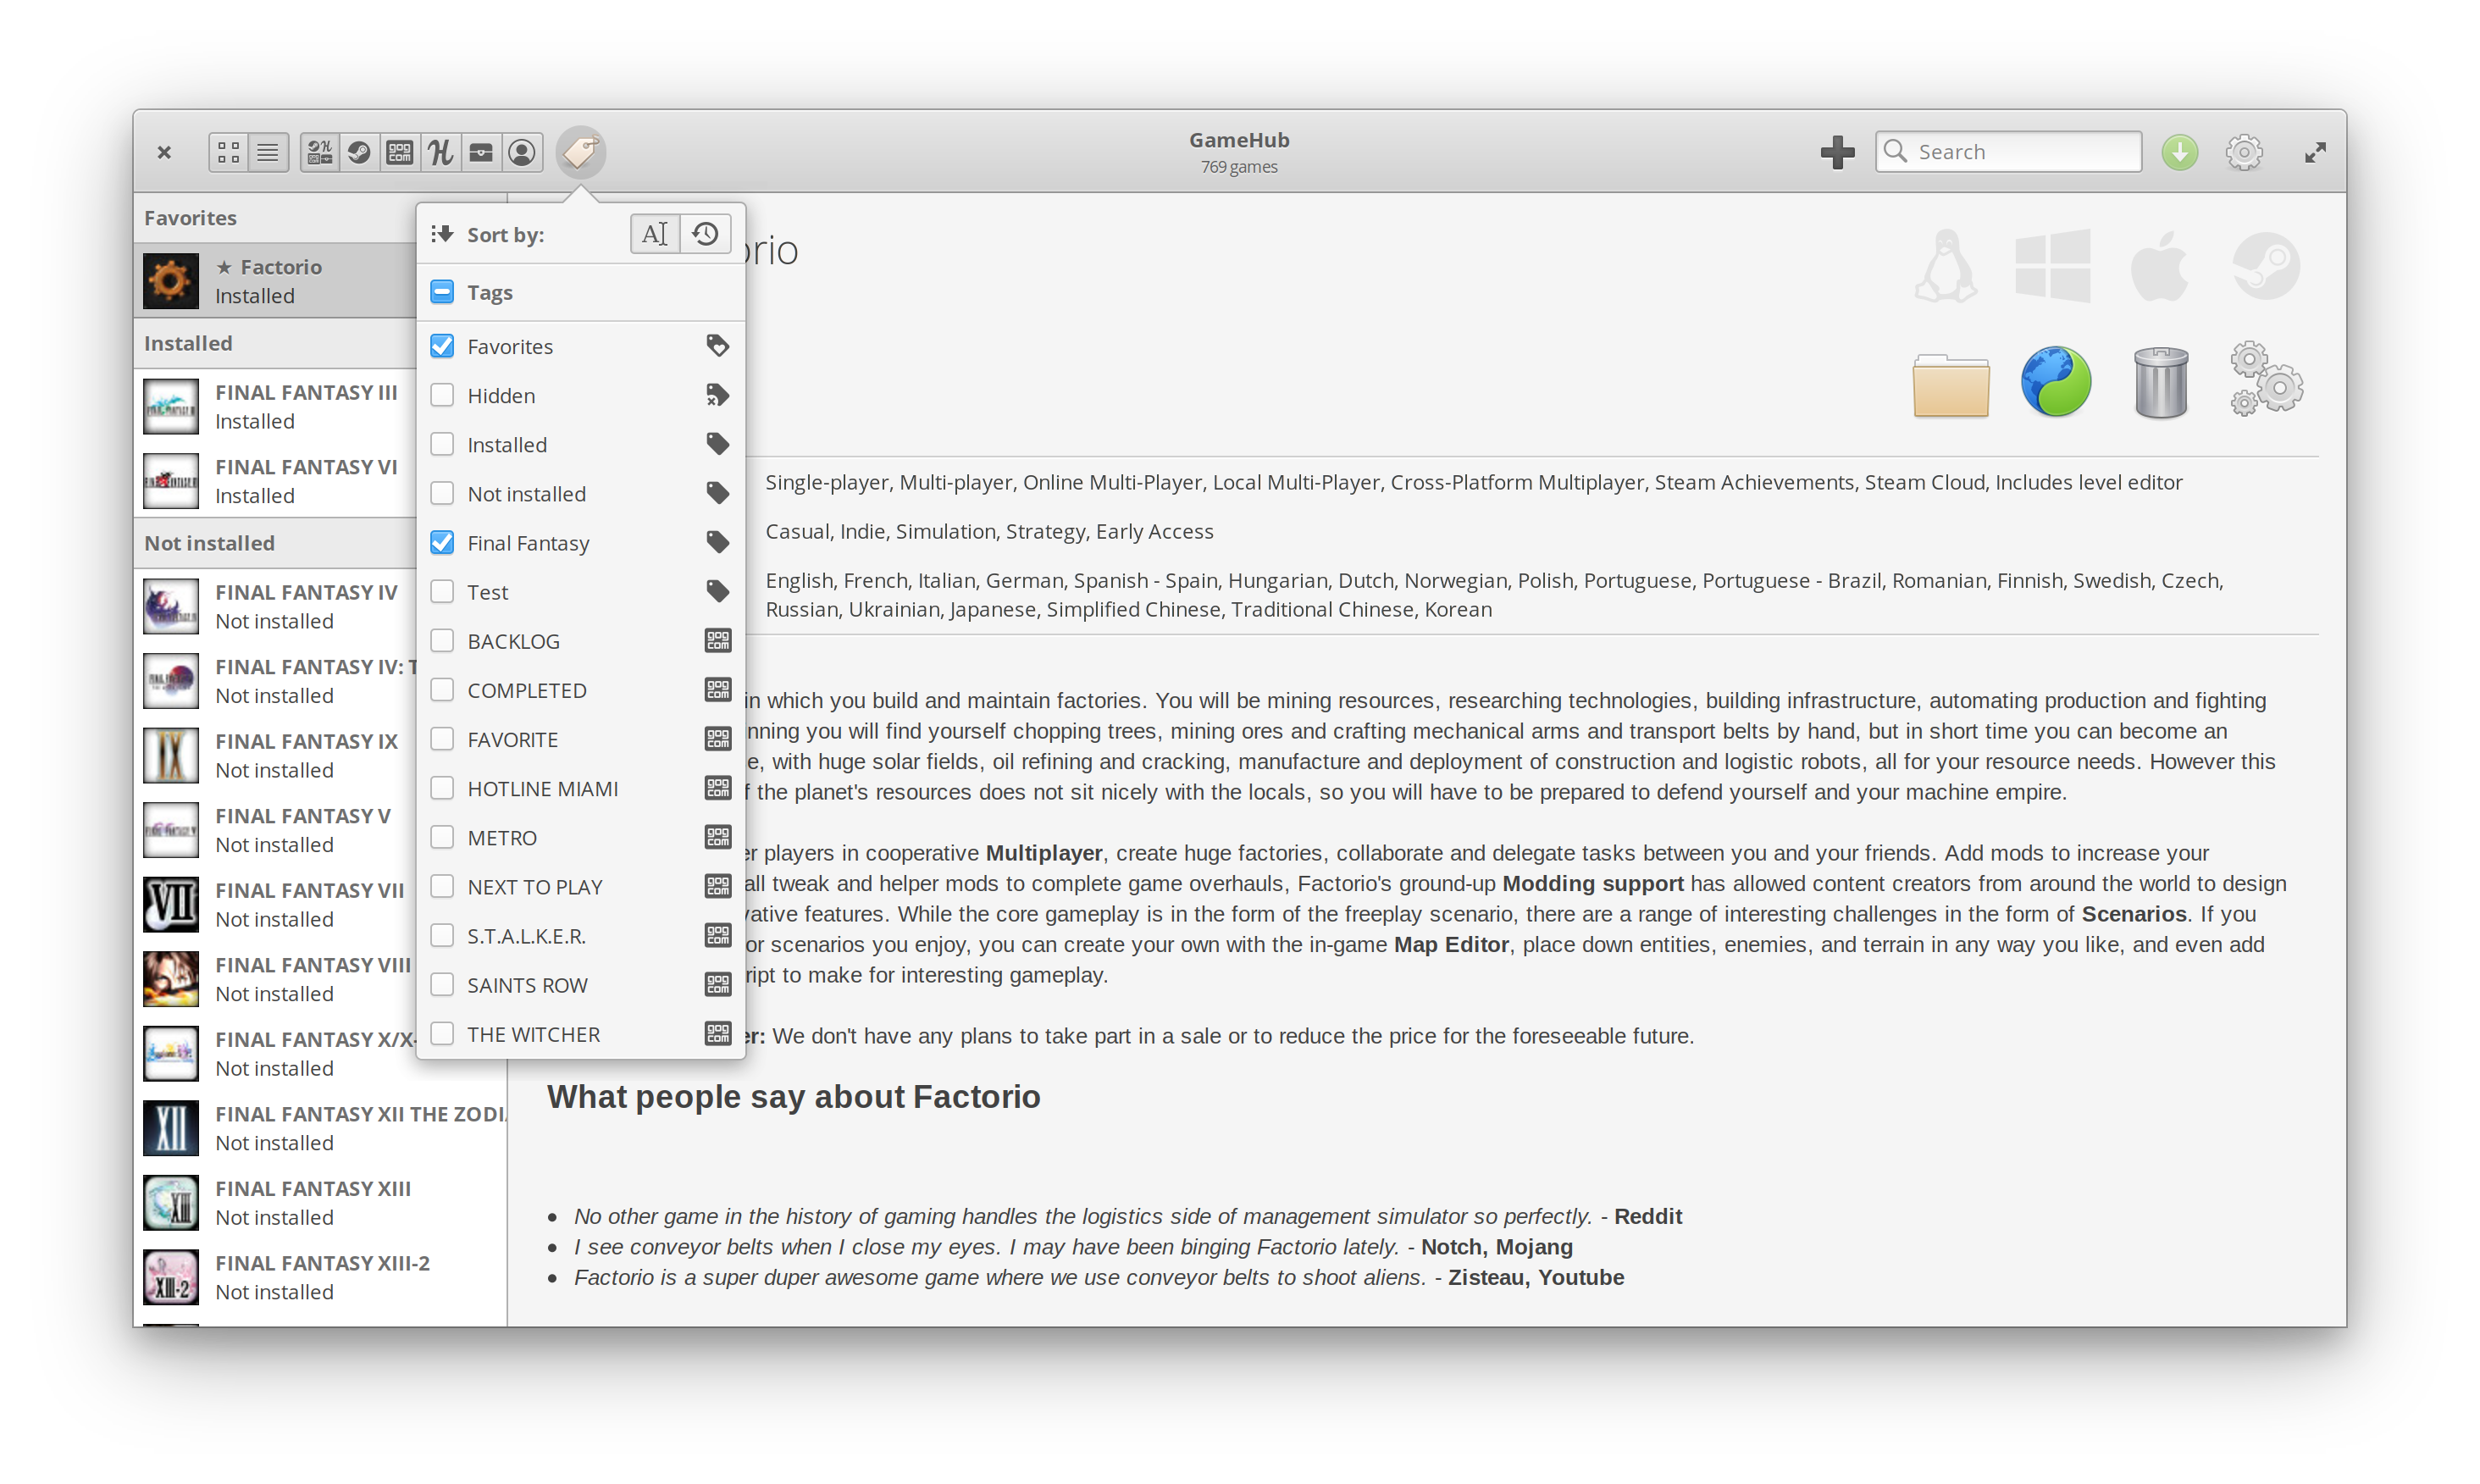 GameHub
769 games
Search
Favorites
★ Factorio
Installed
Installed
FINAL FANTASY III
Installed
FINAL FANTASY VI
Installed
Not installed
FINAL FANTASY IV
Not installed
FINAL FANTASY IV: T
Not installed
FINAL FANTASY IX
Not installed
FINAL FANTASY V
Not installed
FINAL FANTASY VII
Not installed
FINAL FANTASY VIII
Not installed
FINAL FANTASY X/X-
Not installed
FINAL FANTASY XII THE ZODI
Not installed
FINAL FANTASY XIII
Not installed
FINAL FANTASY XIII-2
Not installed
Sort by:
Tags
Favorites
Hidden
Installed
Not installed
Final Fantasy
Test
BACKLOG
COMPLETED
FAVORITE
HOTLINE MIAMI
METRO
NEXT TO PLAY
S.T.A.L.K.E.R.
SAINTS ROW
THE WITCHER
orio
Single-player, Multi-player, Online Multi-Player, Local Multi-Player, Cross-Platform Multiplayer, Steam Achievements, Steam Cloud, Includes level editor
Casual, Indie, Simulation, Strategy, Early Access
English, French, Italian, German, Spanish - Spain, Hungarian, Dutch, Norwegian, Polish, Portuguese, Portuguese - Brazil, Romanian, Finnish, Swedish, Czech,
Russian, Ukrainian, Japanese, Simplified Chinese, Traditional Chinese, Korean
in which you build and maintain factories. You will be mining resources, researching technologies, building infrastructure, automating production and fighting
nning you will find yourself chopping trees, mining ores and crafting mechanical arms and transport belts by hand, but in short time you can become an
e, with huge solar fields, oil refining and cracking, manufacture and deployment of construction and logistic robots, all for your resource needs. However this
f the planet's resources does not sit nicely with the locals, so you will have to be prepared to defend yourself and your machine empire.
er players in cooperative Multiplayer, create huge factories, collaborate and delegate tasks between you and your friends. Add mods to increase your
all tweak and helper mods to complete game overhauls, Factorio's ground-up Modding support has allowed content creators from around the world to design
vative features. While the core gameplay is in the form of the freeplay scenario, there are a range of interesting challenges in the form of Scenarios. If you
or scenarios you enjoy, you can create your own with the in-game Map Editor, place down entities, enemies, and terrain in any way you like, and even add
ript to make for interesting gameplay.
er: We don't have any plans to take part in a sale or to reduce the price for the foreseeable future.
What people say about Factorio
• No other game in the history of gaming handles the logistics side of management simulator so perfectly. - Reddit
• I see conveyor belts when I close my eyes. I may have been binging Factorio lately. - Notch, Mojang
• Factorio is a super duper awesome game where we use conveyor belts to shoot aliens. - Zisteau, Youtube